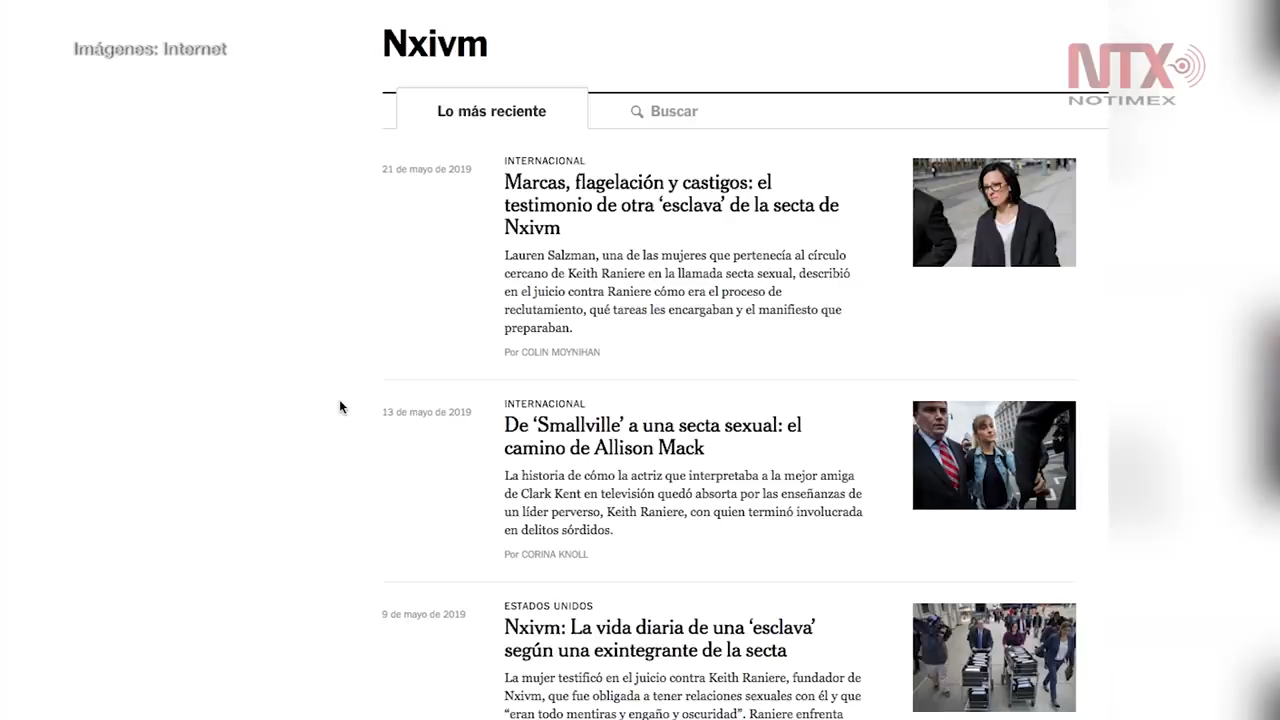 Imágenes: Internet
Nxivm
NTX
NOTIMEX
Lo más reciente
Buscar
21 de mayo de 2019
INTERNACIONAL
Marcas, flagelación y castigos: el
testimonio de otra ‘esclava’ de la secta de
Nxivm
Lauren Salzman, una de las mujeres que pertenecía al círculo
cercano de Keith Raniere en la llamada secta sexual, describió
en el juicio contra Raniere cómo era el proceso de
reclutamiento, qué tareas les encargaban y el manifiesto que
preparaban.
Por COLIN MOYNIHAN
13 de mayo de 2019
INTERNACIONAL
De ‘Smallville’ a una secta sexual: el
camino de Allison Mack
La historia de cómo la actriz que interpretaba a la mejor amiga
de Clark Kent en televisión quedó absorta por las enseñanzas de
un líder perverso, Keith Raniere, con quien terminó involucrada
en delitos sórdidos.
Por CORINA KNOLL
9 de mayo de 2019
ESTADOS UNIDOS
Nxivm: La vida diaria de una ‘esclava’
según una exintegrante de la secta
La mujer testificó en el juicio contra Keith Raniere, fundador de
Nxivm, que fue obligada a tener relaciones sexuales con él y que
“eran todo mentiras y engaño y oscuridad”. Raniere enfrenta